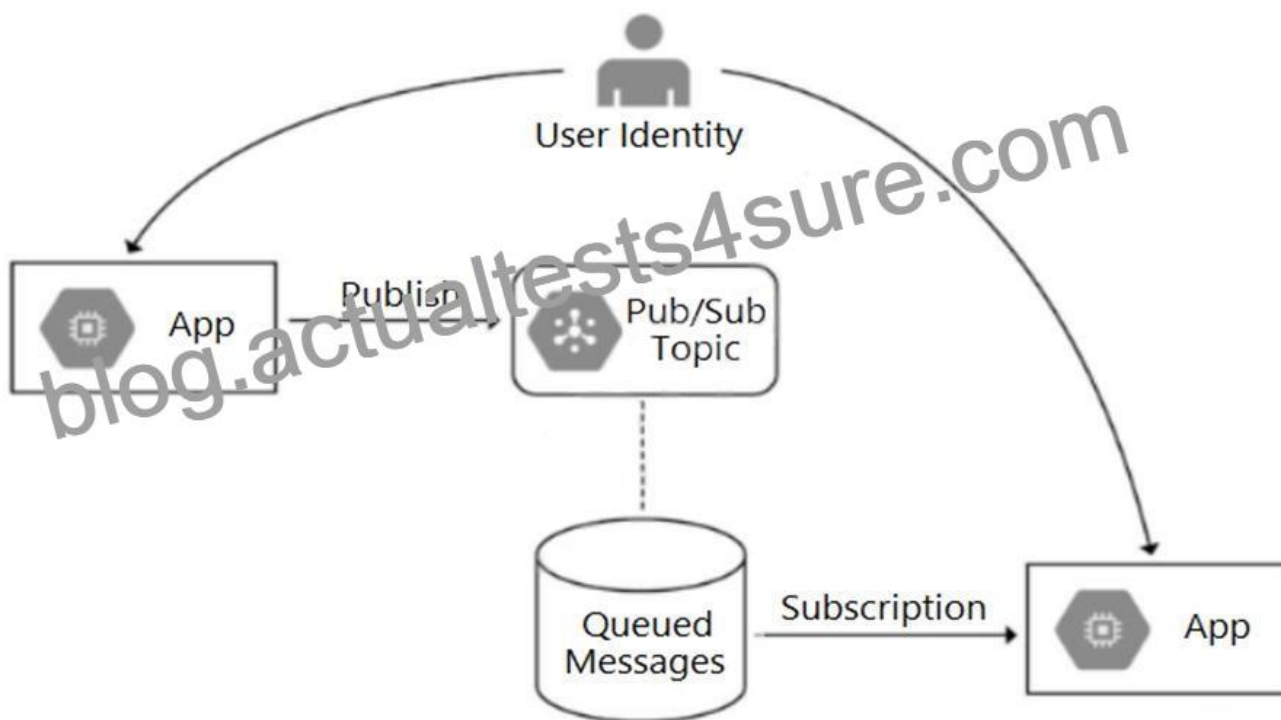 User Identity
blog.actualtests4sure.com
App
Publish
Pub/Sub
Topic
Queued
Messages
Subscription
App